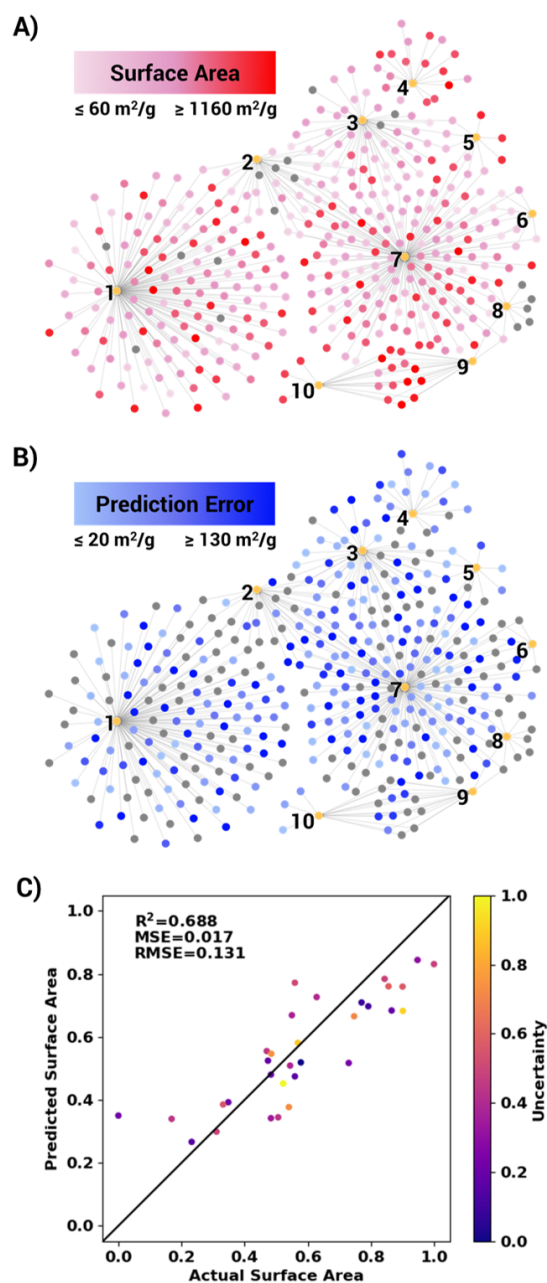 A)
Surface Area
≤ 60 m²/g ≥ 1160 m²/g
4
3
5
2
6
7
1
8
9
10
B)
Prediction Error
≤ 20 m²/g ≥ 130 m²/g
4
3
5
2
6
7
1
8
9
10
C)
R²=0.688
MSE=0.017
RMSE=0.131
1.0
0.8
0.6
0.4
0.2
0.0
Predicted Surface Area
0.0 0.2 0.4 0.6 0.8 1.0
Actual Surface Area
1.0
0.8
0.6
0.4
0.2
0.0
Uncertainty